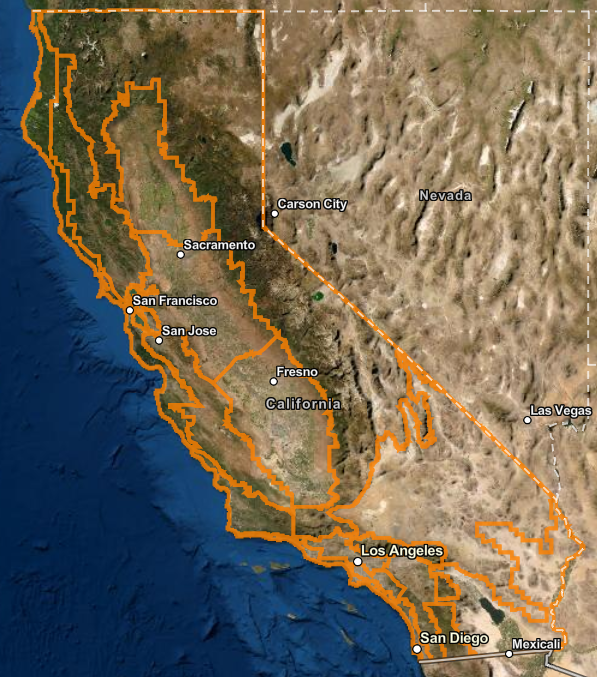 Carson City
Nevada
Sacramento
San Francisco
San Jose
Fresno
California
Las Vegas
Los Angeles
San Diego
Mexicali